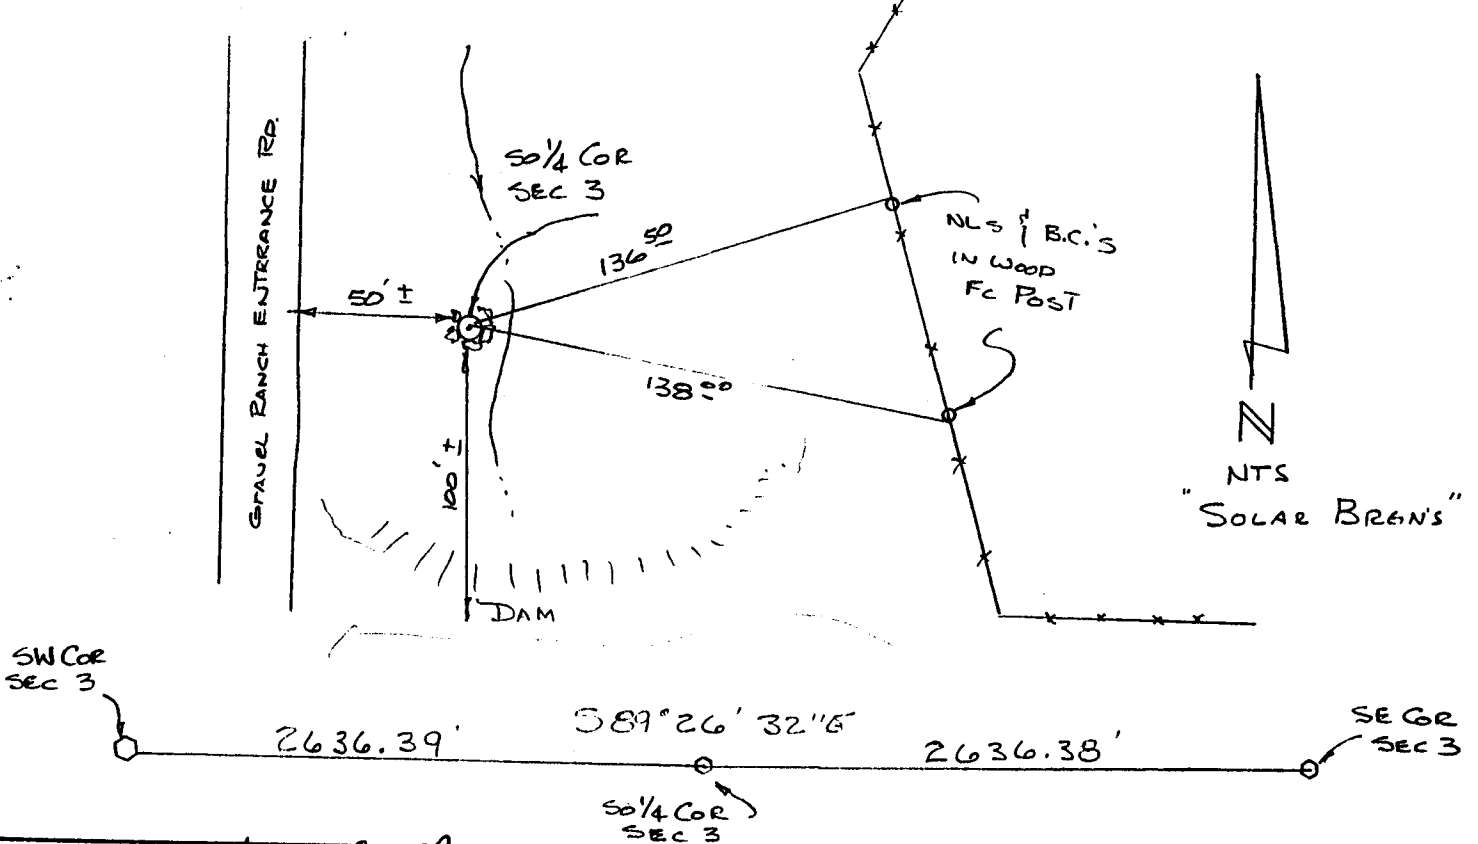 GRAVEL RANCH ENTRRANCE RD.
SO 1/4 COR
SEC 3
136 50
NLS & B.C.'S
IN WOOD
FC POST
50' ±
138 00
100' ±
DAM
N
NTS
"SOLAR BRGN'S"
SW COR
SEC 3
2636.39'
S89°26'32"E
2636.38'
SE COR
SEC 3
SO 1/4 COR
SEC 3